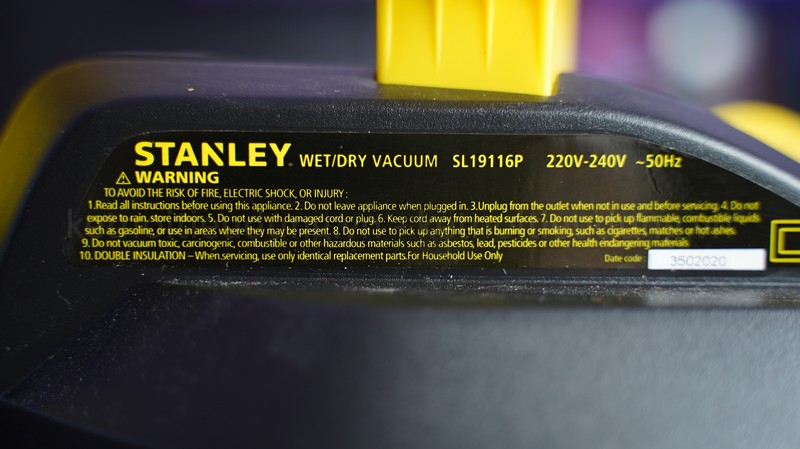 STANLEY WET/DRY VACUUM SL19116P 220V-240V ~50Hz
WARNING
TO AVOID THE RISK OF FIRE, ELECTRIC SHOCK, OR INJURY :
1.Read all instructions before using this appliance. 2. Do not leave appliance when plugged in. 3.Unplug from the outlet when not in use and before servicing. 4. Do not
expose to rain, store indoors. 5. Do not use with damaged cord or plug. 6. Keep cord away from heated surfaces. 7. Do not use to pick up flammable, combustible liquids
such as gasoline, or use in areas where they may be present. 8. Do not use to pick up anything that is burning or smoking, such as cigarettes, matches or hot ashes.
9. Do not vacuum toxic, carcinogenic, combustible or other hazardous materials such as asbestos, lead, pesticides or other health endangering materials.
10. DOUBLE INSULATION – When servicing, use only identical replacement parts.For Household Use Only
Date code : 3502020